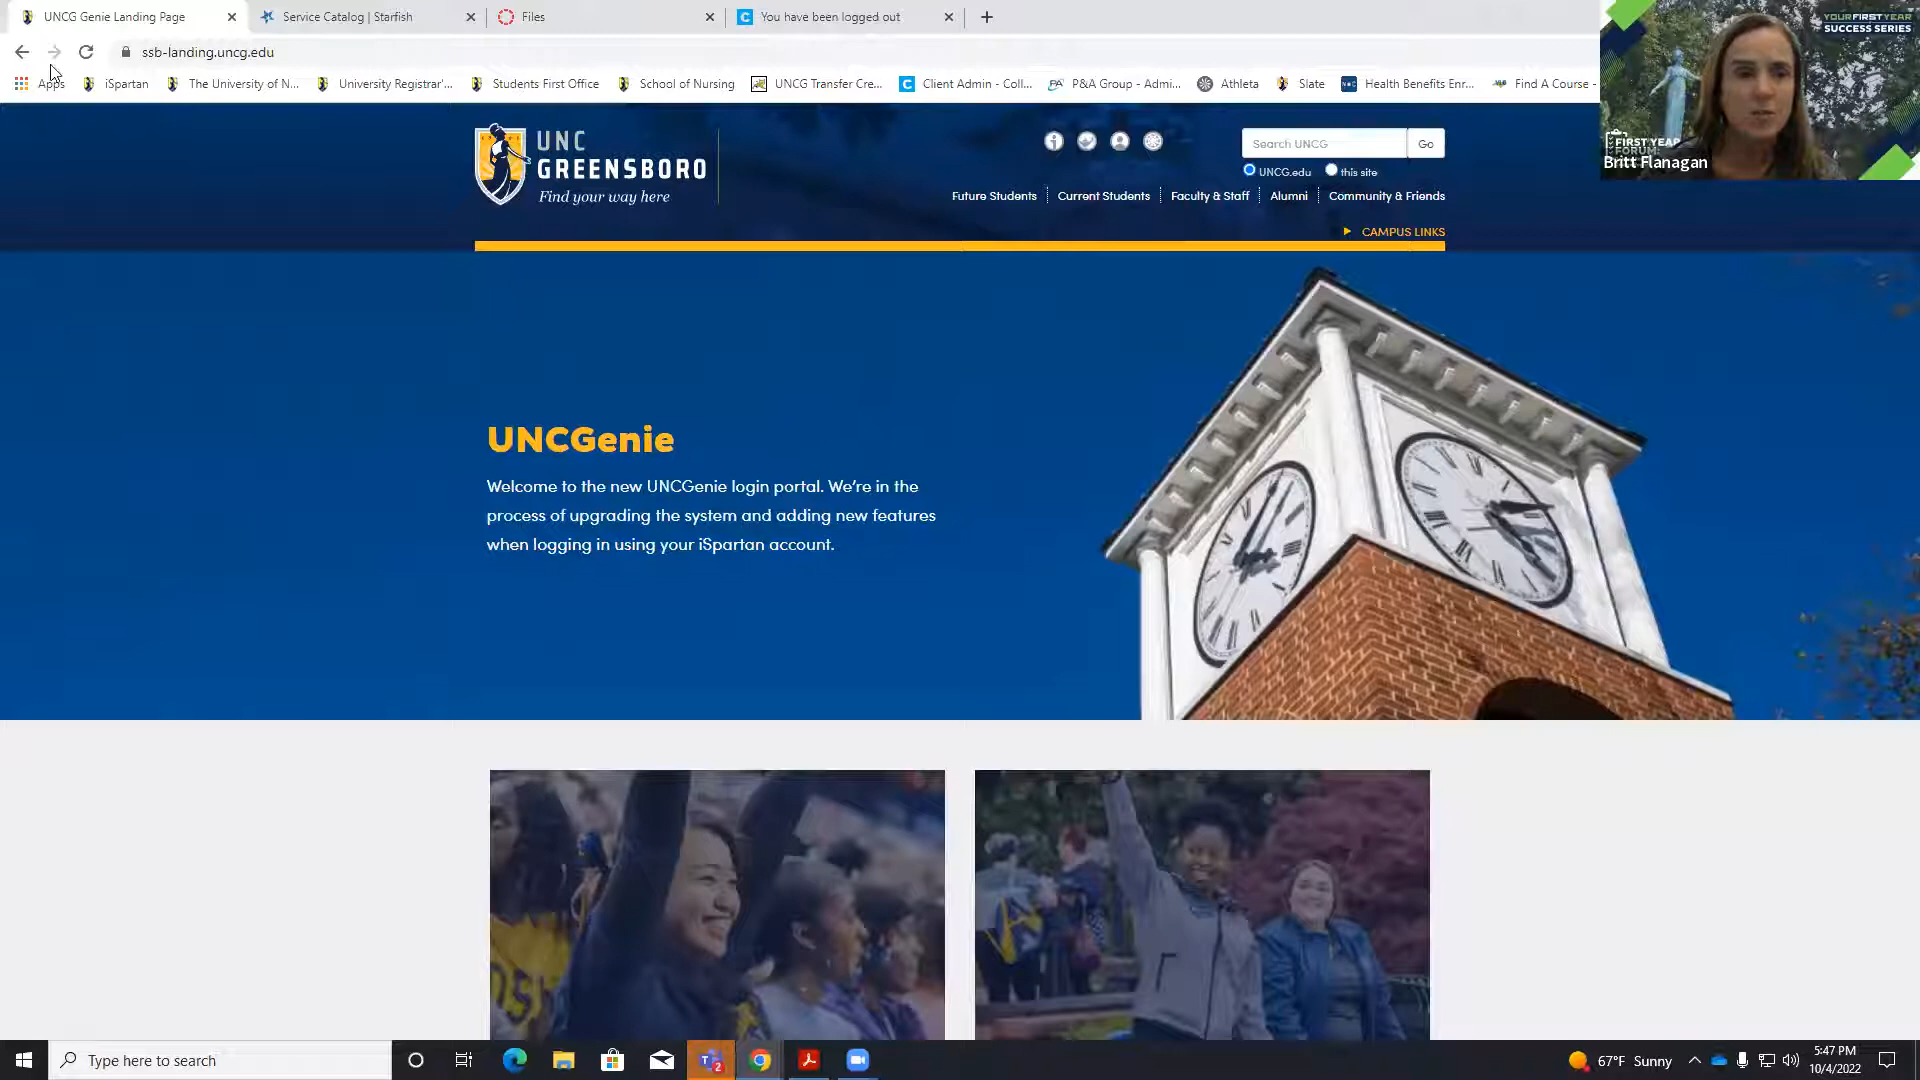 UNCG Genie Landing Page
Service Catalog | Starfish
Files
You have been logged out
ssb-landing.uncg.edu
Apps
iSpartan
The University of N...
University Registrar'...
Students First Office
School of Nursing
UNCG Transfer Cre...
Client Admin - Coll...
P&A Group - Admi...
Athleta
Slate
Health Benefits Enr...
Find A Course -
YOUR FIRST YEAR
SUCCESS SERIES
FIRST YEAR
FORUM:
Britt Flanagan
UNC
GREENSBORO
Find your way here
Search UNCG
Go
UNCG.edu
this site
Future Students
Current Students
Faculty & Staff
Alumni
Community & Friends
CAMPUS LINKS
UNCGenie
Welcome to the new UNCGenie login portal. We're in the
process of upgrading the system and adding new features
when logging in using your iSpartan account.
Type here to search
2
67°F Sunny
5:47 PM
10/4/2022